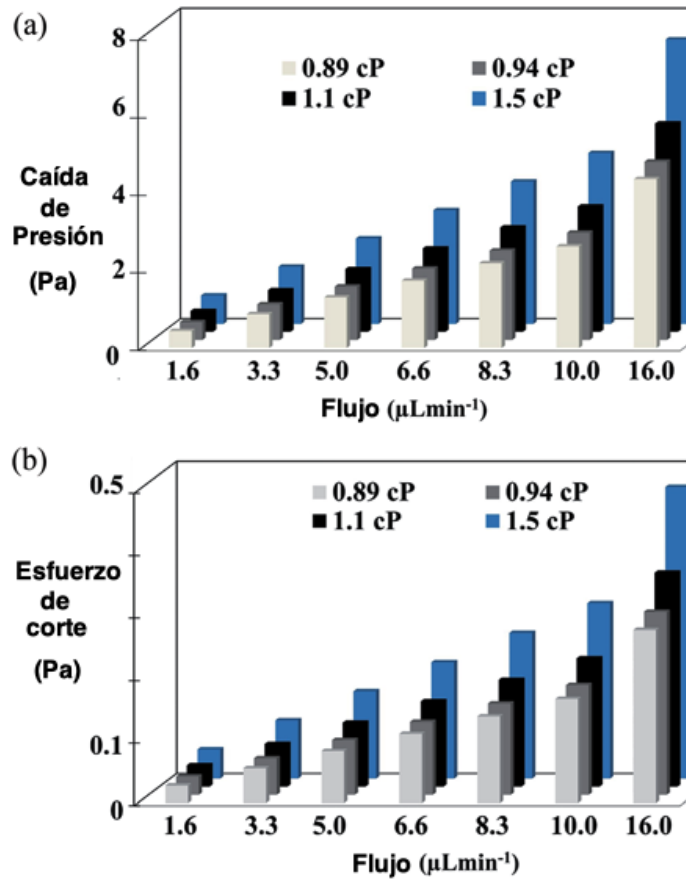 (a)
8
6
4
2
0
Caída
de
Presión
(Pa)
0.89 cP
0.94 cP
1.1 cP
1.5 cP
1.6 3.3 5.0 6.6 8.3 10.0 16.0
Flujo (µLmin⁻¹)
(b)
0.5
0.1
0
Esfuerzo
de
corte
(Pa)
0.89 cP
0.94 cP
1.1 cP
1.5 cP
1.6 3.3 5.0 6.6 8.3 10.0 16.0
Flujo (µLmin⁻¹)